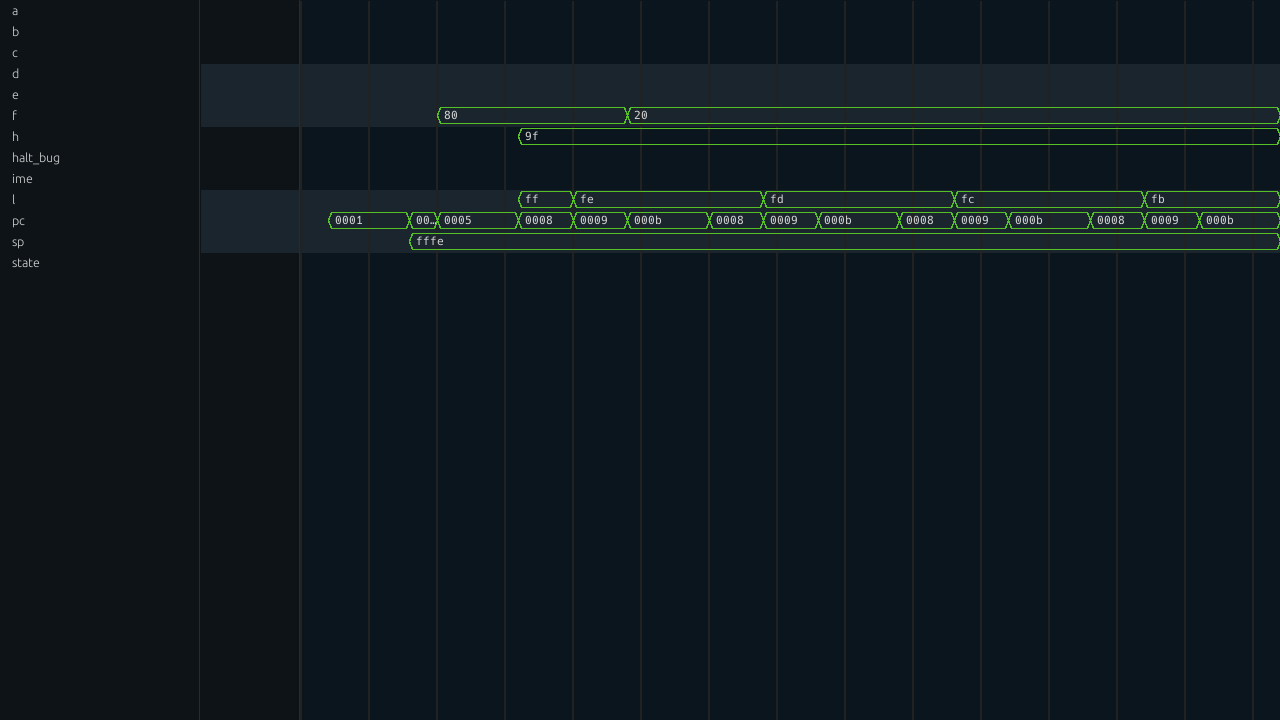 a
b
c
d
e
f 80 20
h 9f
halt_bug
ime
l ff fe fd fc fb
pc 0001 00… 0005 0008 0009 000b 0008 0009 000b 0008 0009 000b 0008 0009 000b
sp fffe
state